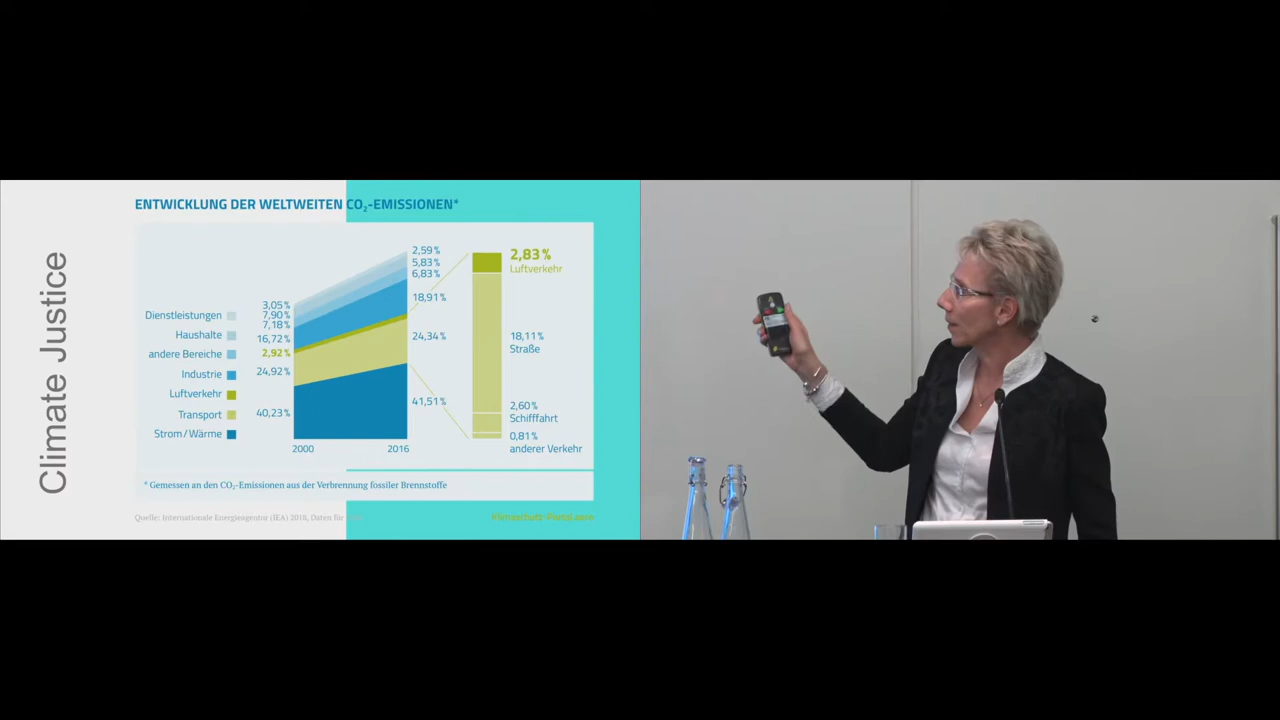 Climate Justice
ENTWICKLUNG DER WELTWEITEN CO₂-EMISSIONEN*
Dienstleistungen
Haushalte
andere Bereiche
Industrie
Luftverkehr
Transport
Strom/Wärme
3,05%
7,90%
7,18%
16,72%
2,92%
24,92%
40,23%
2000
2016
2,59%
5,83%
6,83%
18,91%
24,34%
41,51%
2,83%
Luftverkehr
18,11%
Straße
2,60%
Schifffahrt
0,81%
anderer Verkehr
* Gemessen an den CO₂-Emissionen aus der Verbrennung fossiler Brennstoffe
Quelle: Internationale Energieagentur (IEA) 2018, Daten für
Klimaschutz-Portal.aero